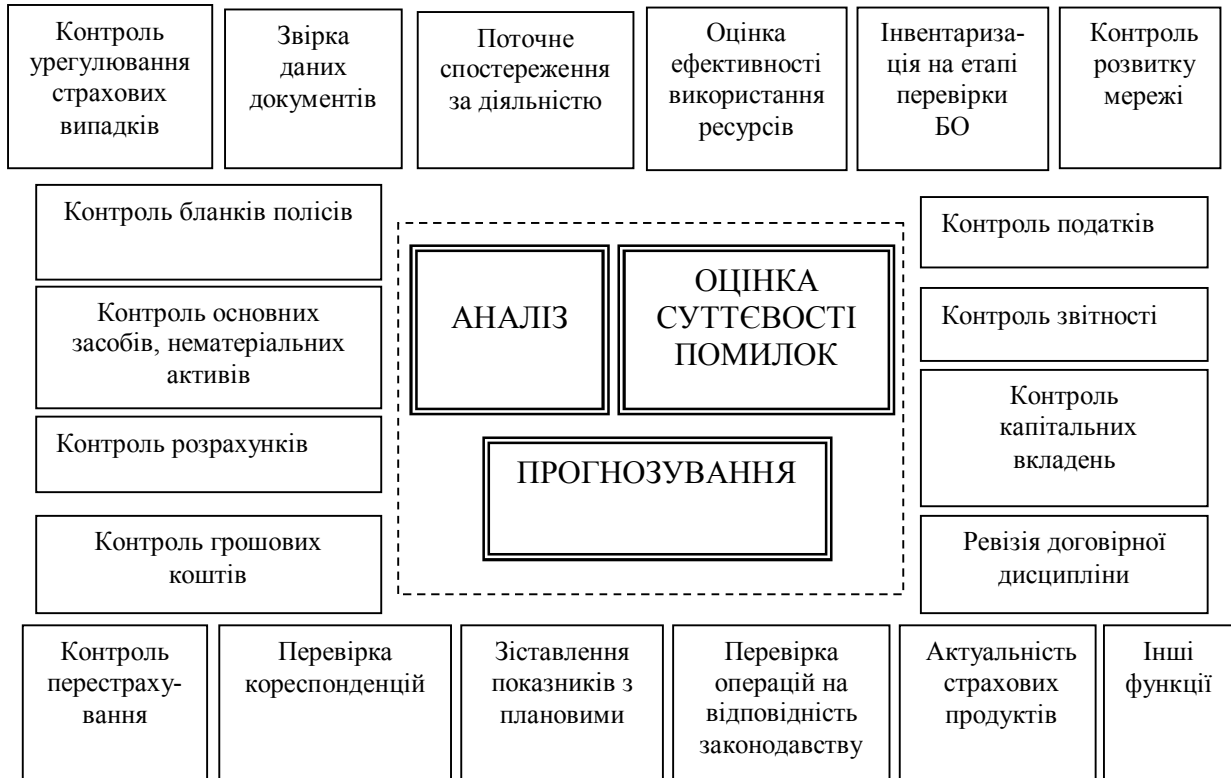 Контроль
урегулювання
страхових
випадків
Звірка
даних
документів
Поточне
спостереження
за діяльністю
Оцінка
ефективності
використання
ресурсів
Інвентариза-
ція на етапі
перевірки
БО
Контроль
розвитку
мережі
Контроль бланків полісів
Контроль основних
засобів, нематеріальних
активів
Контроль розрахунків
Контроль грошових
коштів
АНАЛІЗ
ОЦІНКА
СУТТЄВОСТІ
ПОМИЛОК
ПРОГНОЗУВАННЯ
Контроль податків
Контроль звітності
Контроль
капітальних
вкладень
Ревізія договірної
дисципліни
Контроль
перестраху-
вання
Перевірка
кореспонденцій
Зіставлення
показників з
плановими
Перевірка
операцій на
відповідність
законодавству
Актуальність
страхових
продуктів
Інші
функції